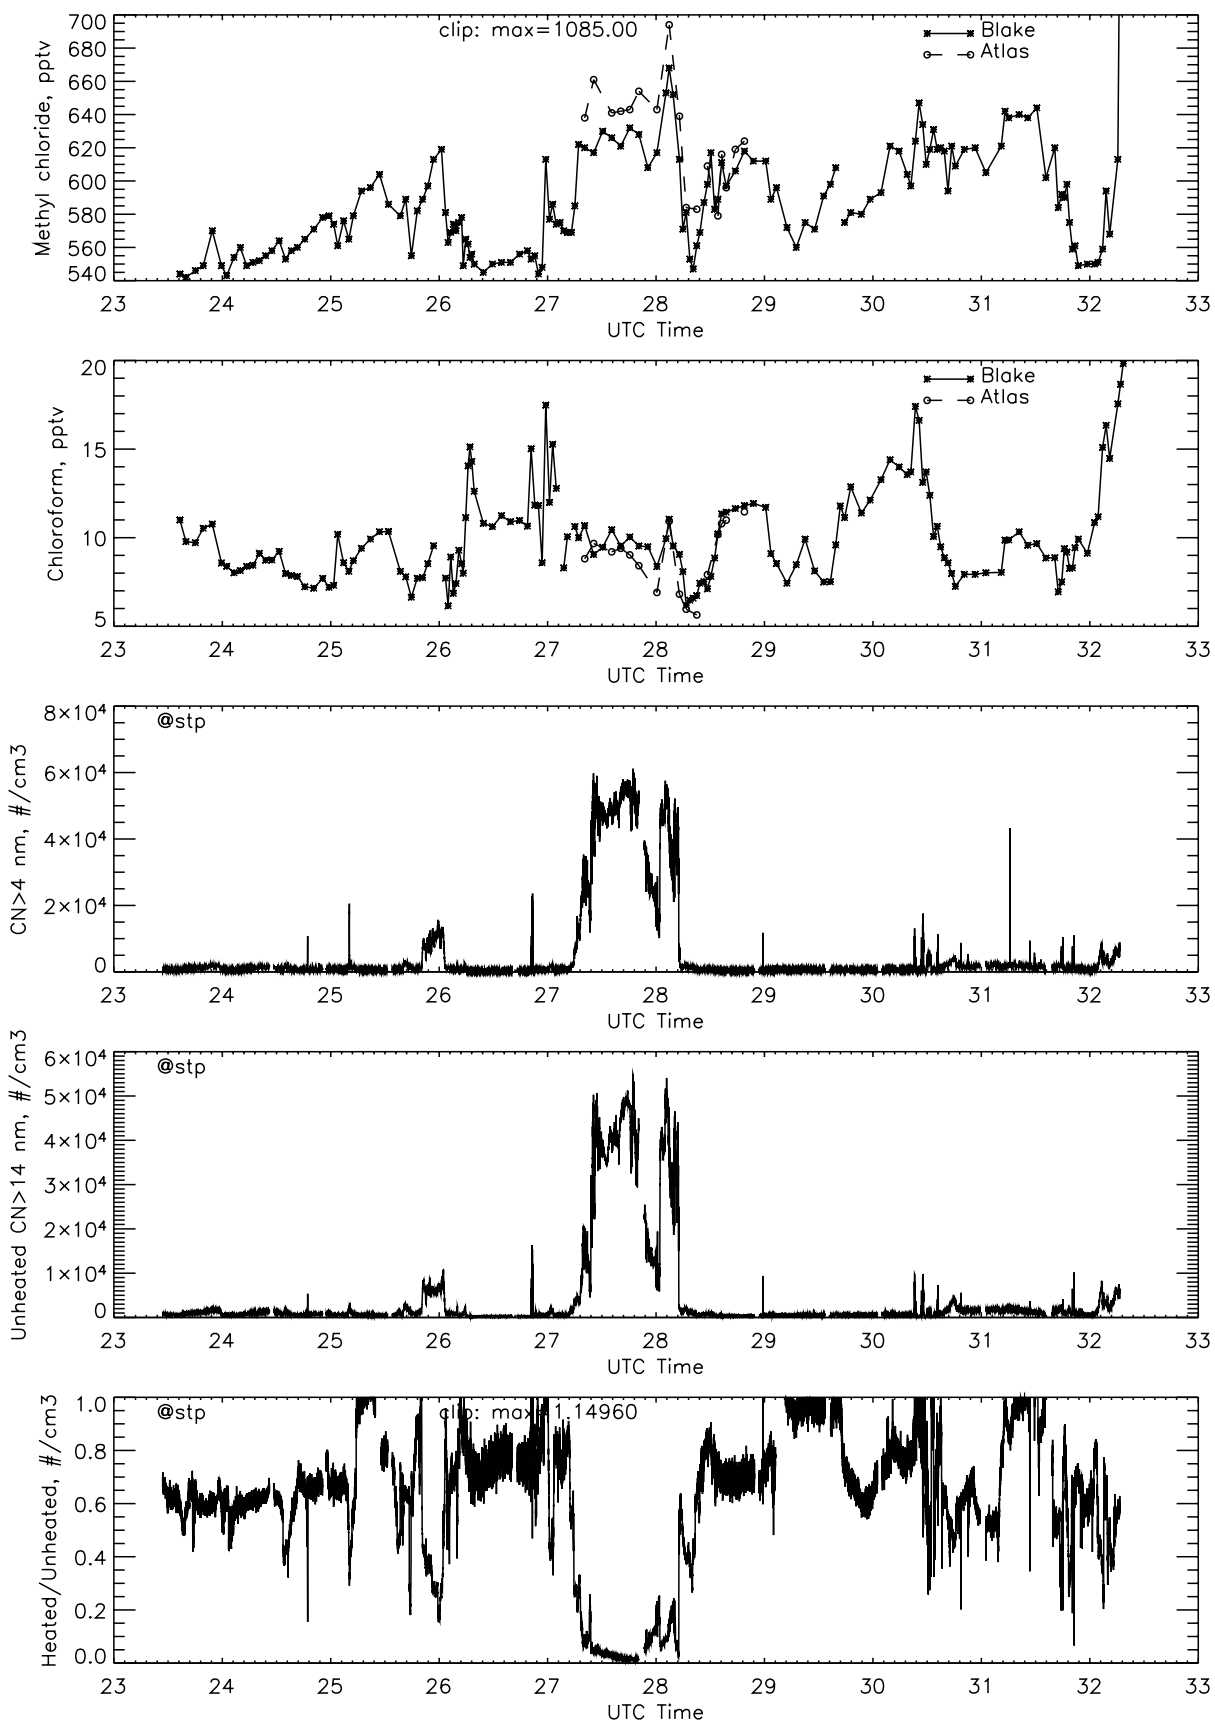 clip: max=1085.00
Blake
Atlas
Methyl chloride, pptv
700
680
660
640
620
600
580
560
540
23 24 25 26 27 28 29 30 31 32 33
UTC Time
Blake
Atlas
Chloroform, pptv
20
15
10
5
23 24 25 26 27 28 29 30 31 32 33
UTC Time
@stp
CN>4 nm, #/cm3
8×10⁴
6×10⁴
4×10⁴
2×10⁴
0
23 24 25 26 27 28 29 30 31 32 33
UTC Time
@stp
Unheated CN>14 nm, #/cm3
6×10⁴
5×10⁴
4×10⁴
3×10⁴
2×10⁴
1×10⁴
0
23 24 25 26 27 28 29 30 31 32 33
UTC Time
@stp
clip: max=1.14960
Heated/Unheated, #/cm3
1.0
0.8
0.6
0.4
0.2
0.0
23 24 25 26 27 28 29 30 31 32 33
UTC Time